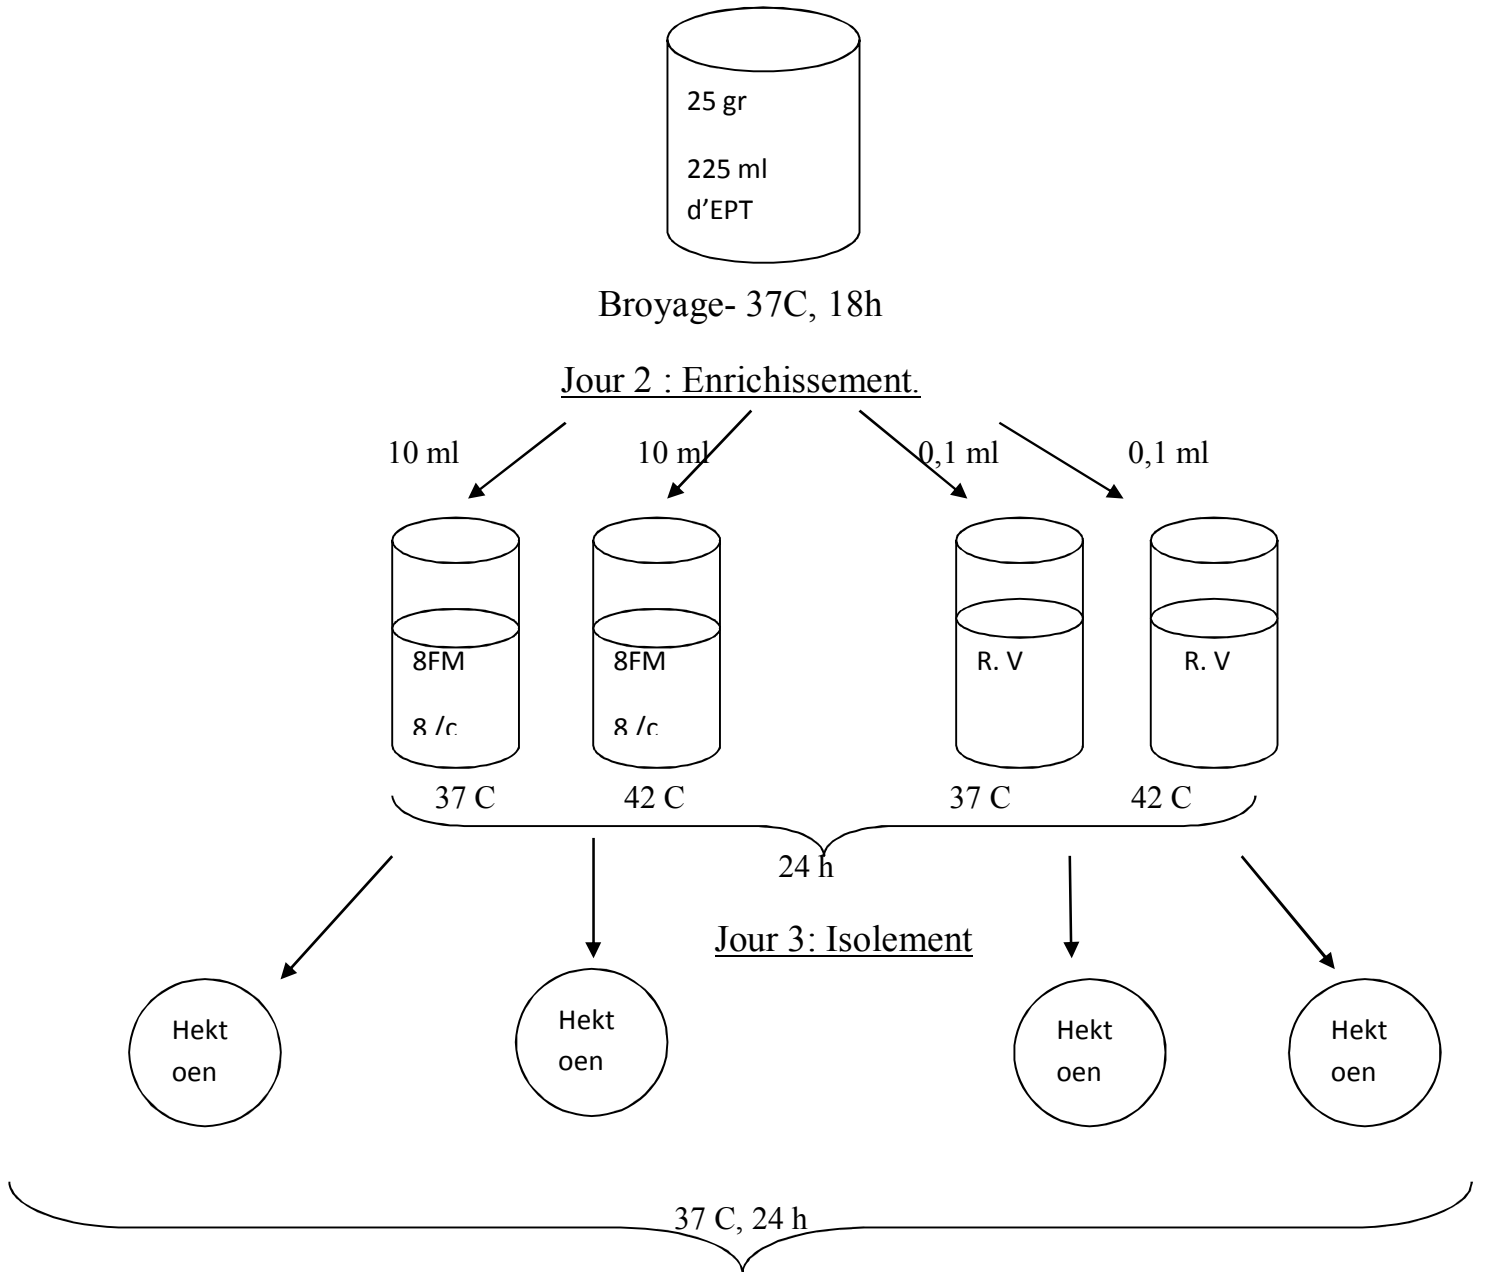 25 gr
225 ml
d’EPT
Broyage- 37C, 18h
Jour 2 : Enrichissement.
10 ml 10 ml 0,1 ml 0,1 ml
8FM 8FM R. V R. V
8 /c 8 /c
37 C 42 C 37 C 42 C
24 h
Jour 3: Isolement
Hekt Hekt Hekt Hekt
oen oen oen oen
37 C, 24 h